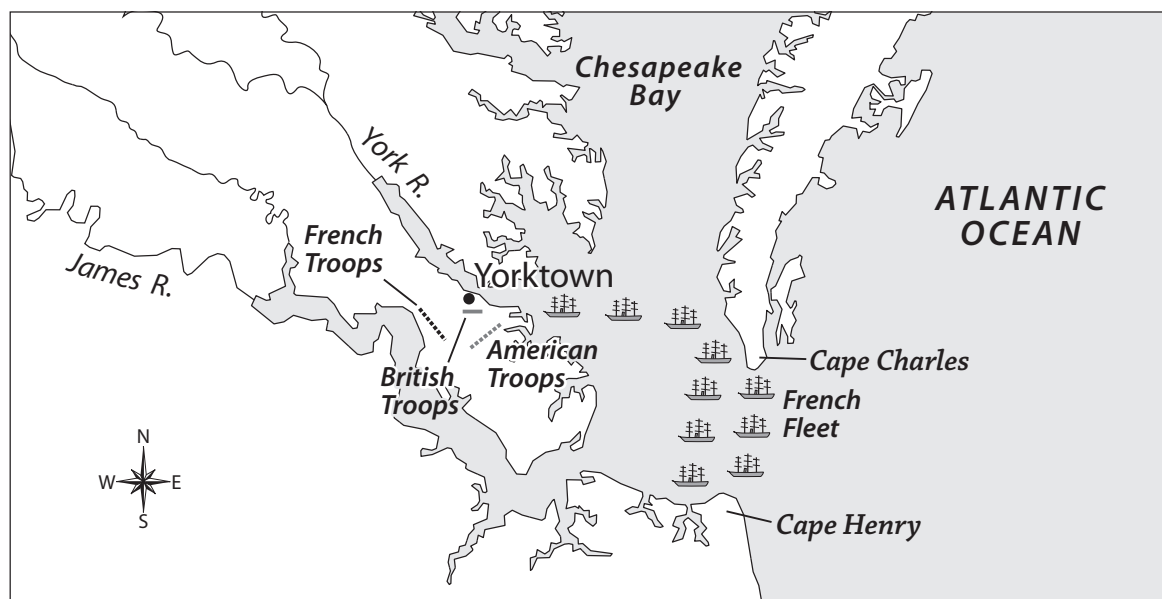 Chesapeake
Bay
ATLANTIC
OCEAN
York R.
French
Troops
James R.
Yorktown
American
Troops
British
Troops
Cape Charles
French
Fleet
Cape Henry
N
W E
S